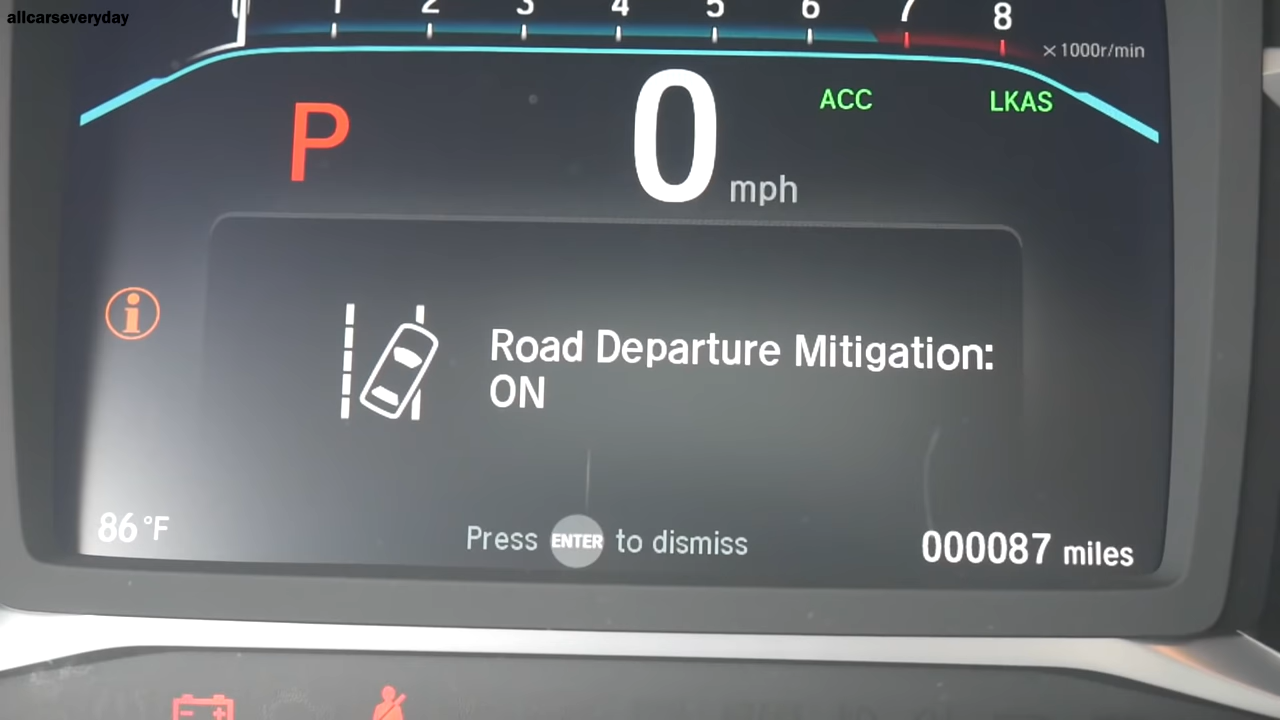 allcarseveryday
0 1 2 3 4 5 6 7 8
×1000r/min
P 0 mph ACC LKAS
Road Departure Mitigation:
ON
86°F
Press ENTER to dismiss
000087 miles